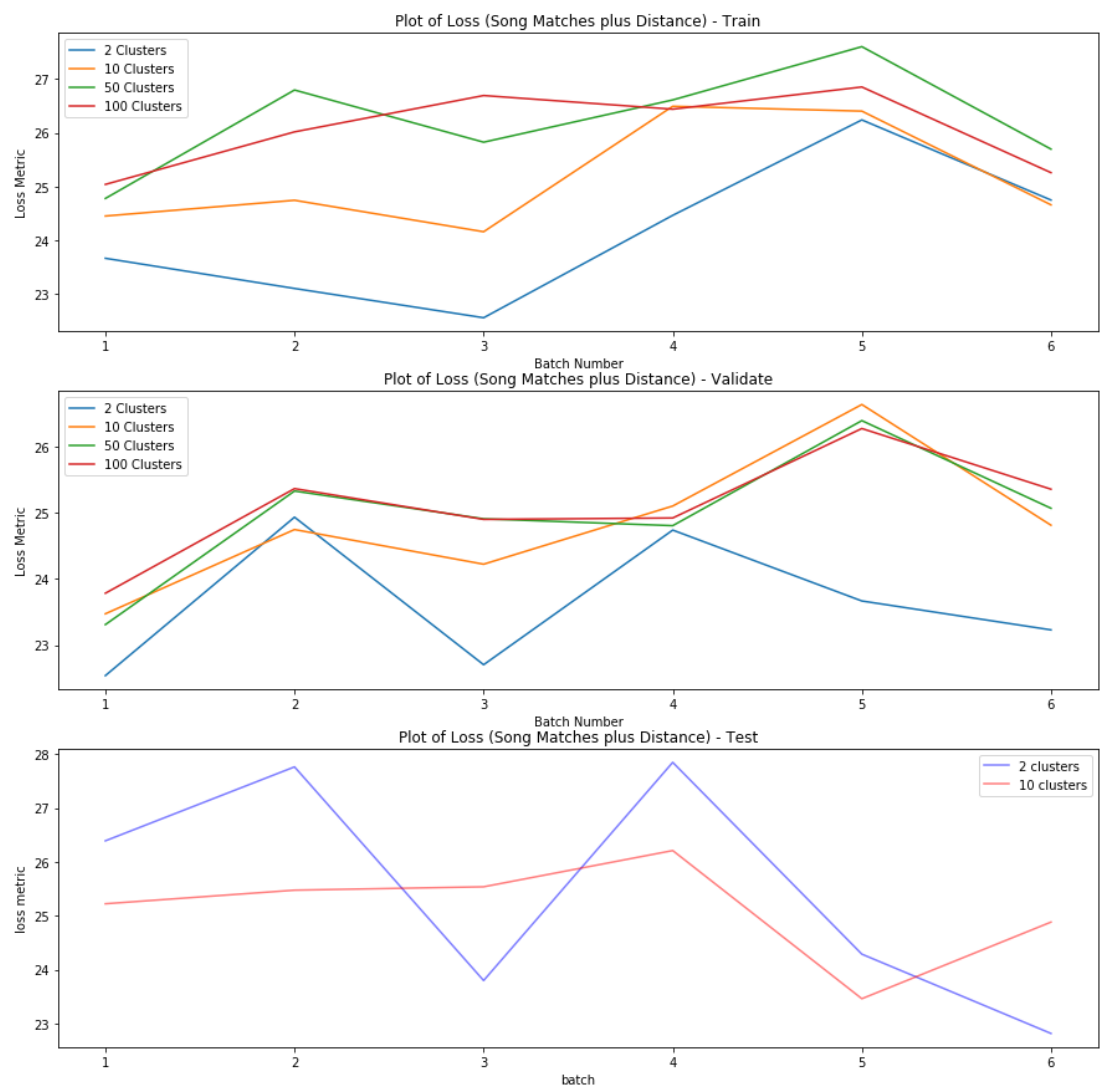 Plot of Loss (Song Matches plus Distance) - Train
2 Clusters
10 Clusters
50 Clusters
100 Clusters
27
26
25
24
23
Loss Metric
1 2 3 4 5 6
Batch Number
Plot of Loss (Song Matches plus Distance) - Validate
2 Clusters
10 Clusters
50 Clusters
100 Clusters
26
25
24
23
Loss Metric
1 2 3 4 5 6
Batch Number
Plot of Loss (Song Matches plus Distance) - Test
2 clusters
10 clusters
28
27
26
25
24
23
loss metric
1 2 3 4 5 6
batch